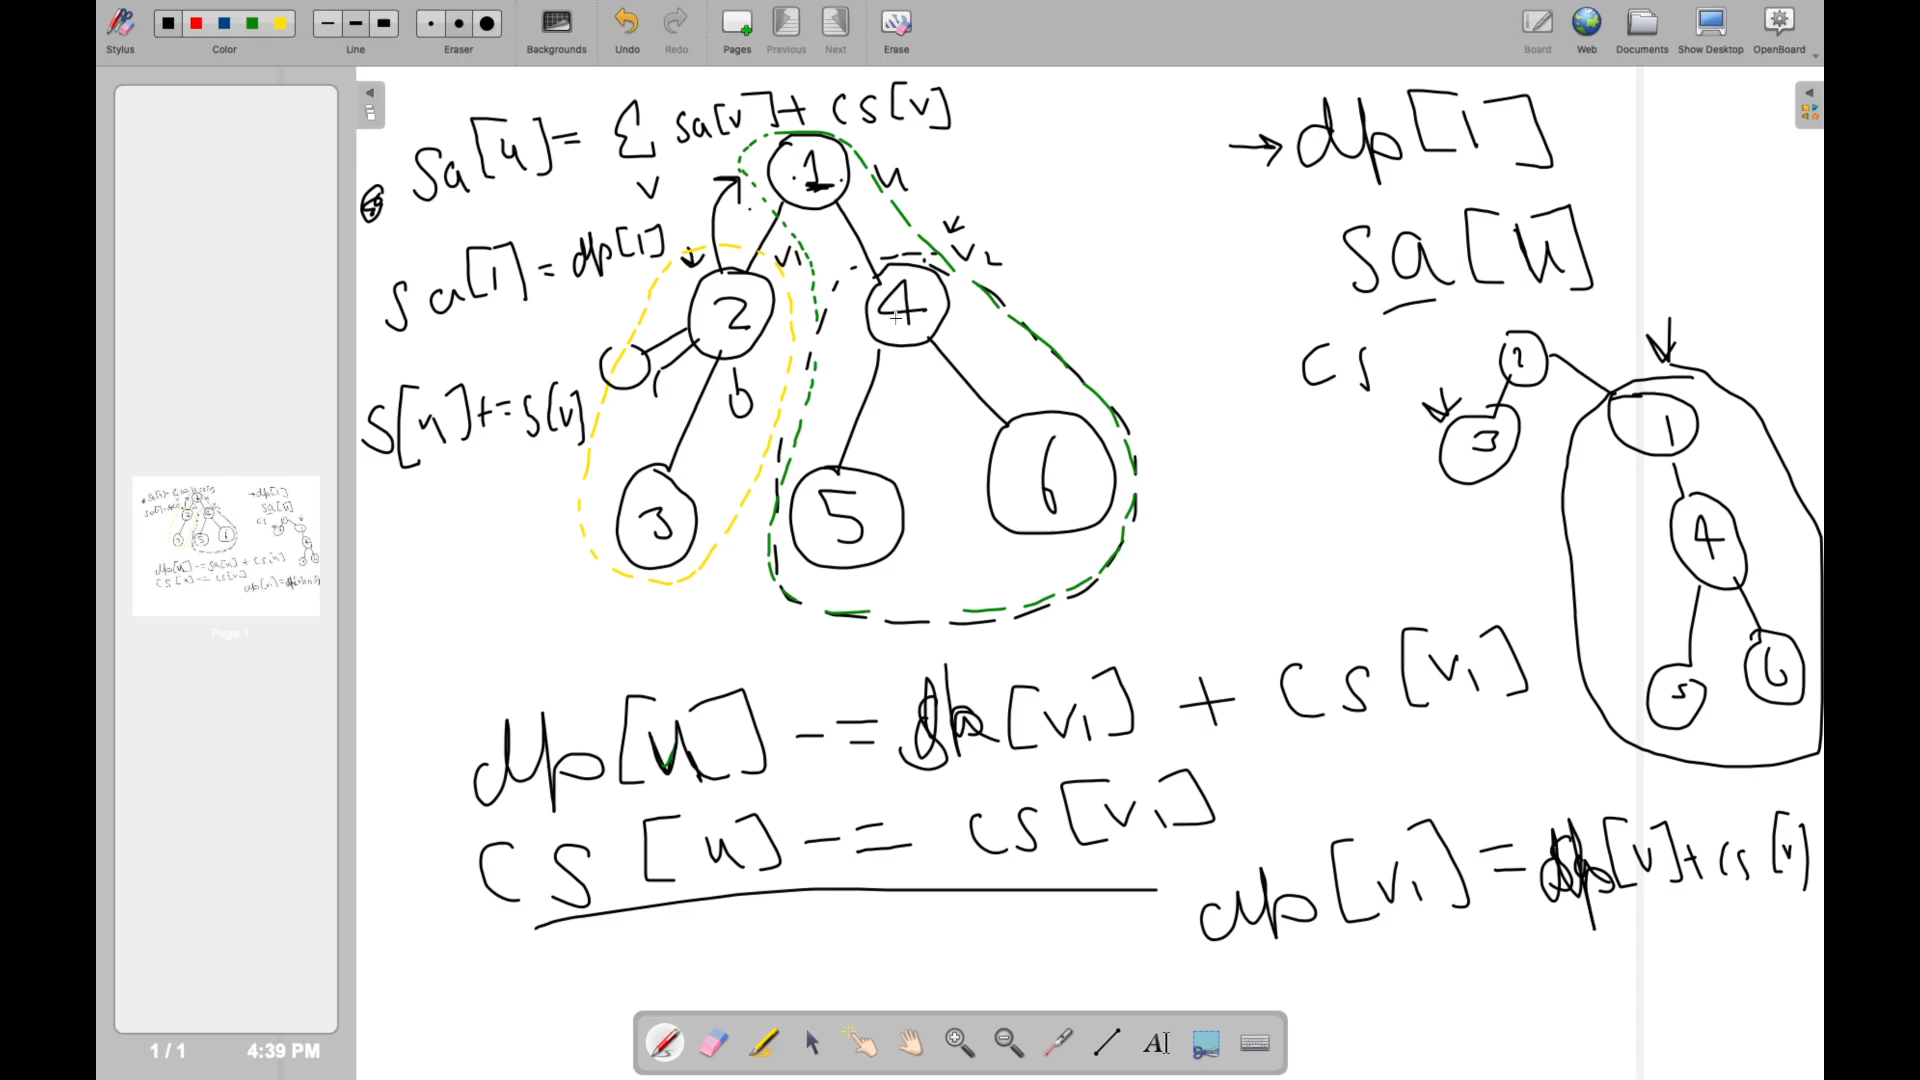 Stylus
Color
Line
Eraser
Backgrounds
Undo
Redo
Pages
Previous
Next
Erase
Board
Web
Documents
Show Desktop
OpenBoard
Sa[u] = Σ sa[v] + cs[v]
v
→ dp[1]
1
u
sa[u]
Sa[1] = dp[1]
v1
v2
2
4
cs
2
1
3
S[u] += S[v]
3
5
6
4
5
6
dp[u] -= dp[v1] + cs[v1]
cs[u] -= cs[v1]
dp[v1] = dp[v] + cs[v]
Page 1
1 / 1
4:39 PM